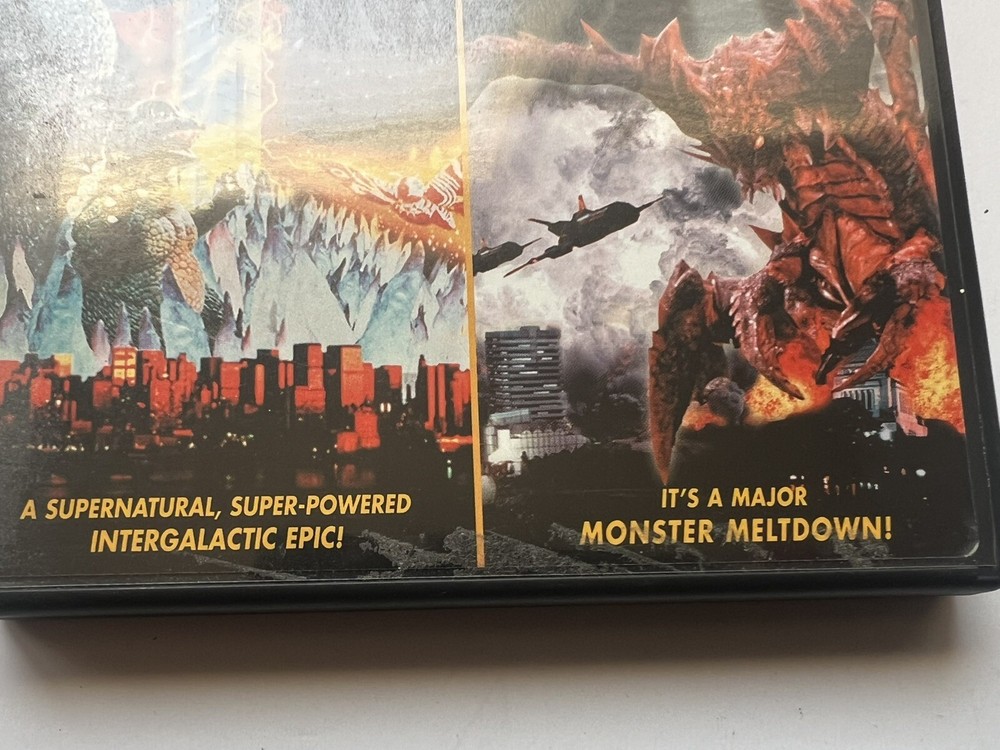 A SUPERNATURAL, SUPER-POWERED
INTERGALACTIC EPIC!
IT'S A MAJOR
MONSTER MELTDOWN!